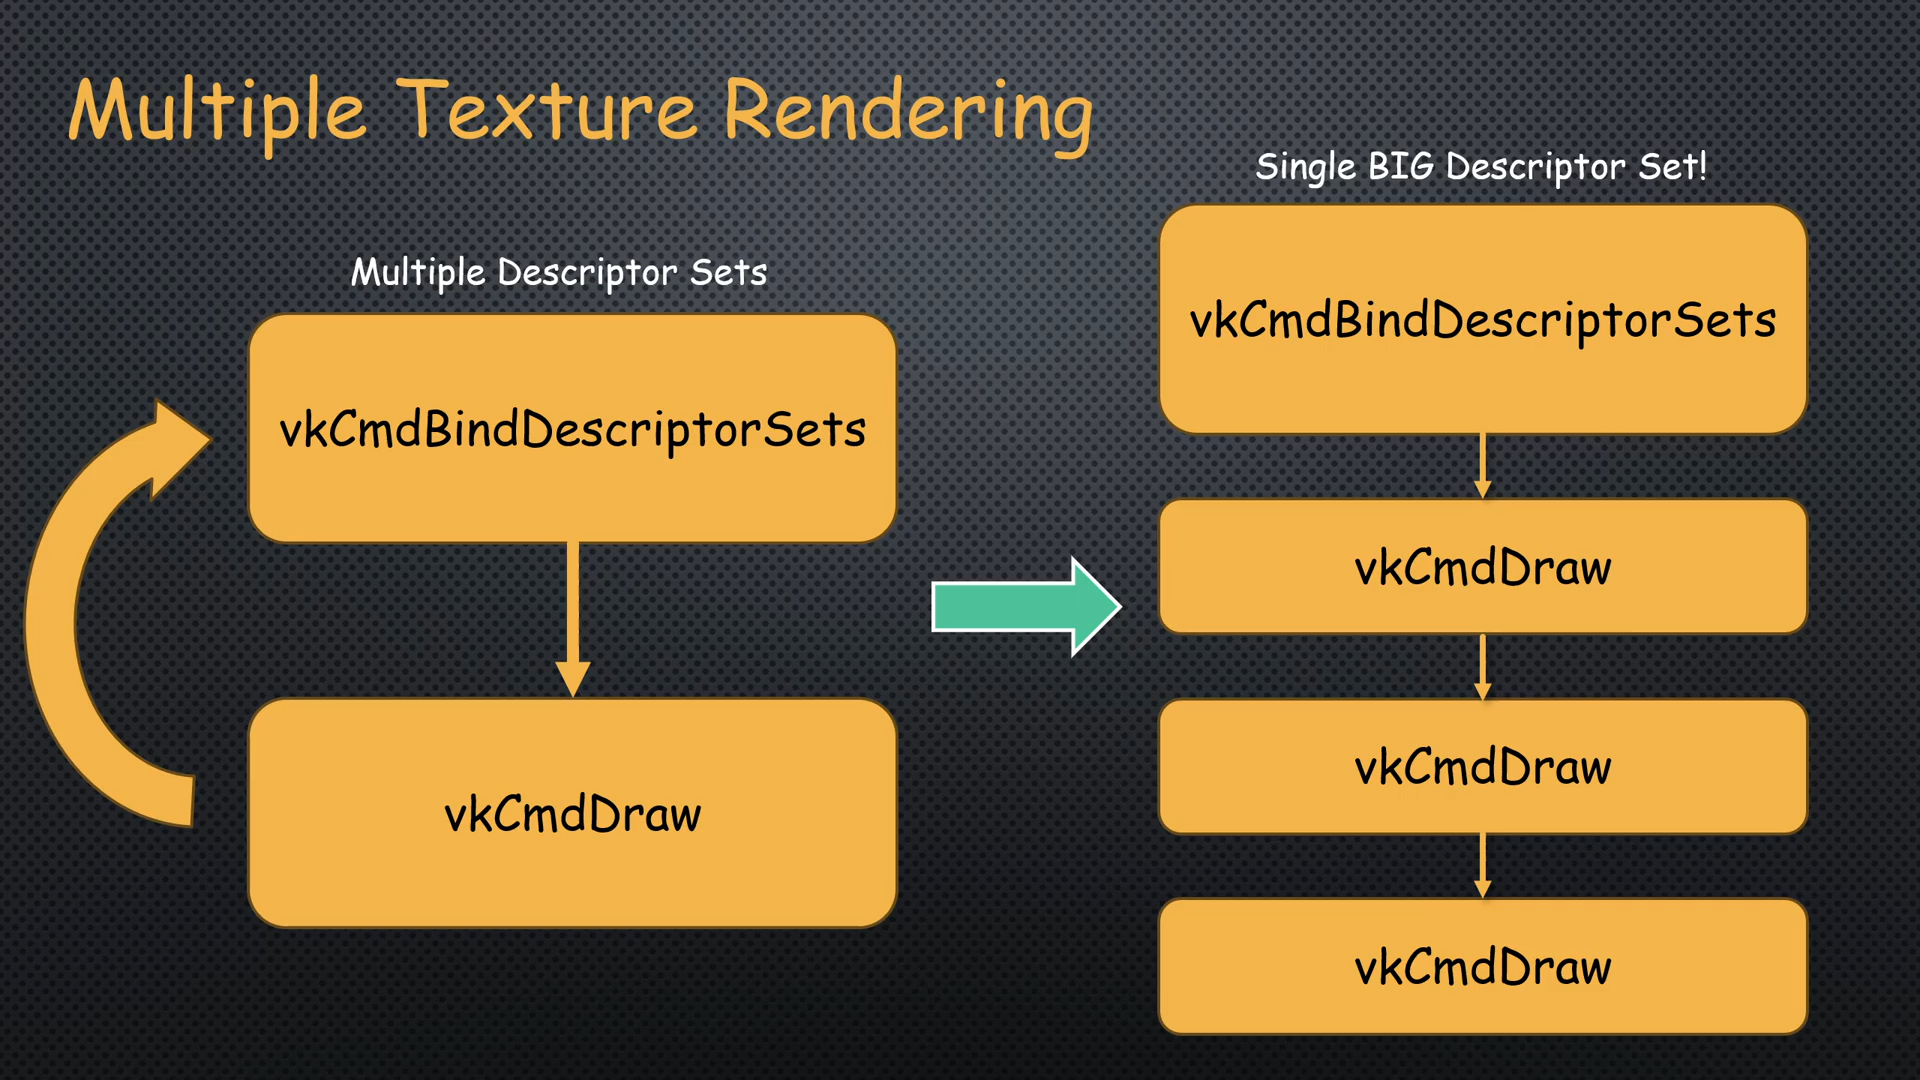 Multiple Texture Rendering
Multiple Descriptor Sets
vkCmdBindDescriptorSets
vkCmdDraw
Single BIG Descriptor Set!
vkCmdBindDescriptorSets
vkCmdDraw
vkCmdDraw
vkCmdDraw